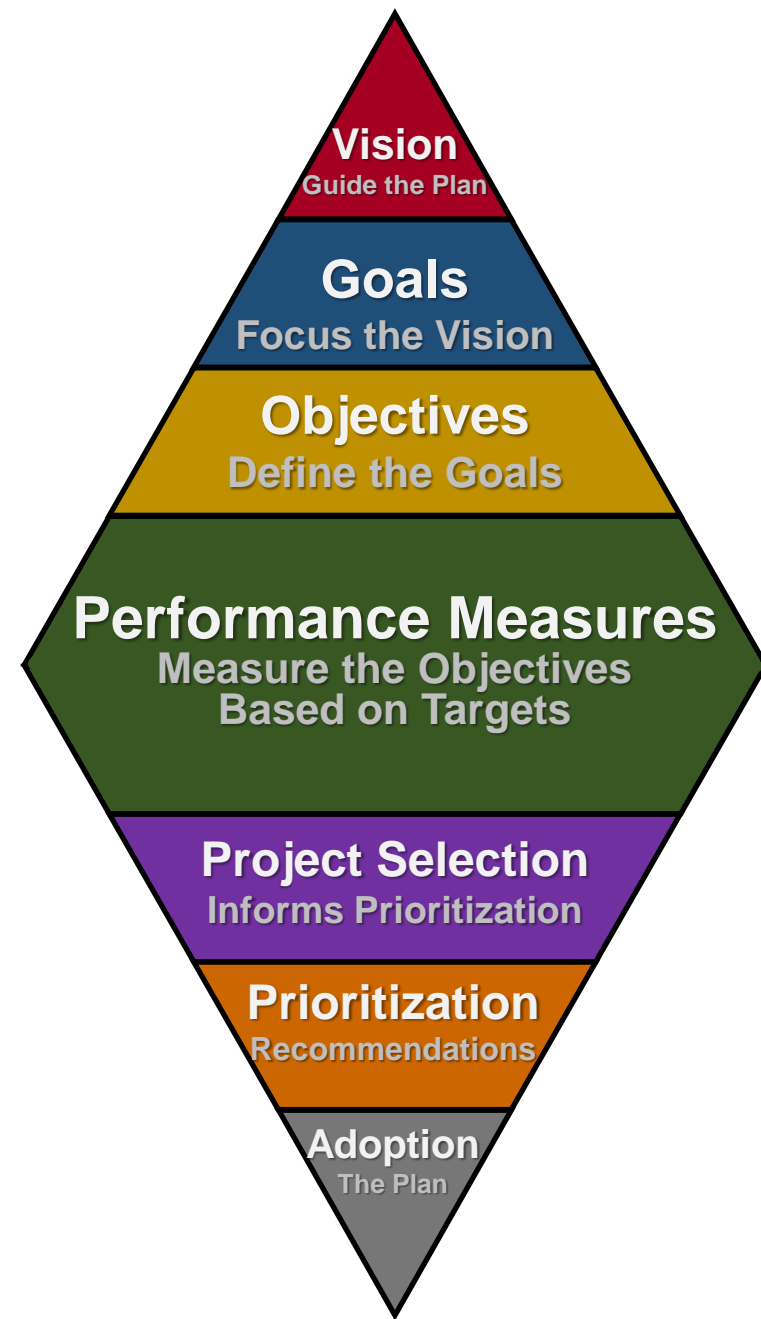 Vision
Guide the Plan
Goals
Focus the Vision
Objectives
Define the Goals
Performance Measures
Measure the Objectives
Based on Targets
Project Selection
Informs Prioritization
Prioritization
Recommendations
Adoption
The Plan